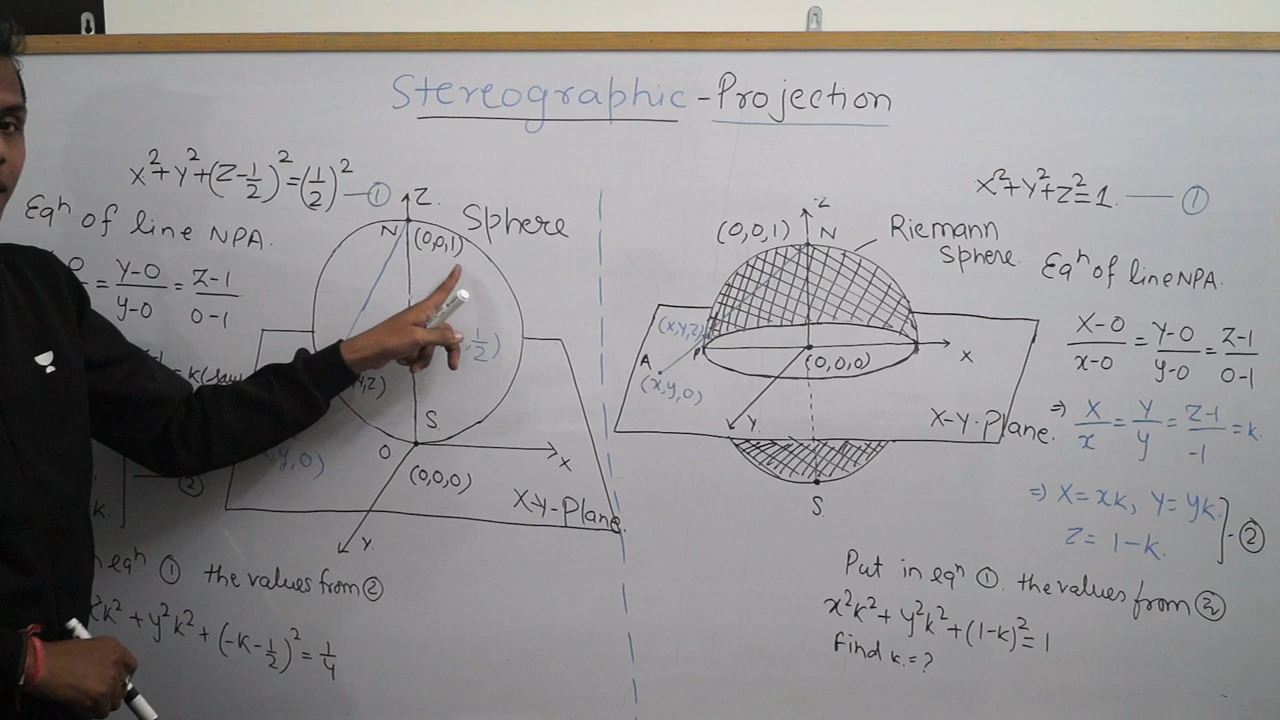 Stereographic - Projection
X²+Y²+(Z-1/2)²=(1/2)² —①
Eqⁿ of line NPA.
= Y-0/y-0 = Z-1/0-1
②
eqⁿ ① the values from ②
k² + y²k² + (-k-1/2)² = 1/4
Z.
N
(0,0,1)
Sphere
1/2)
Z)
y,0)
S
O
(0,0,0)
X
Y.
X-Y-Plane.
X²+Y²+Z²=1. —①
Z
(0,0,1) N
Riemann
Sphere.
(X,Y,Z)
P
A
(x,y,0)
(0,0,0)
X
Y.
X-Y-Plane.
S.
Eqⁿ of line NPA.
X-0/x-0 = Y-0/y-0 = Z-1/0-1
⇒ X/x = Y/y = Z-1/-1 = k.
⇒ X=xk, Y=yk.
Z= 1-k. ] -②
Put in eqⁿ ①. the values from ②
x²k²+ y²k²+(1-k)²=1
Find k.=?